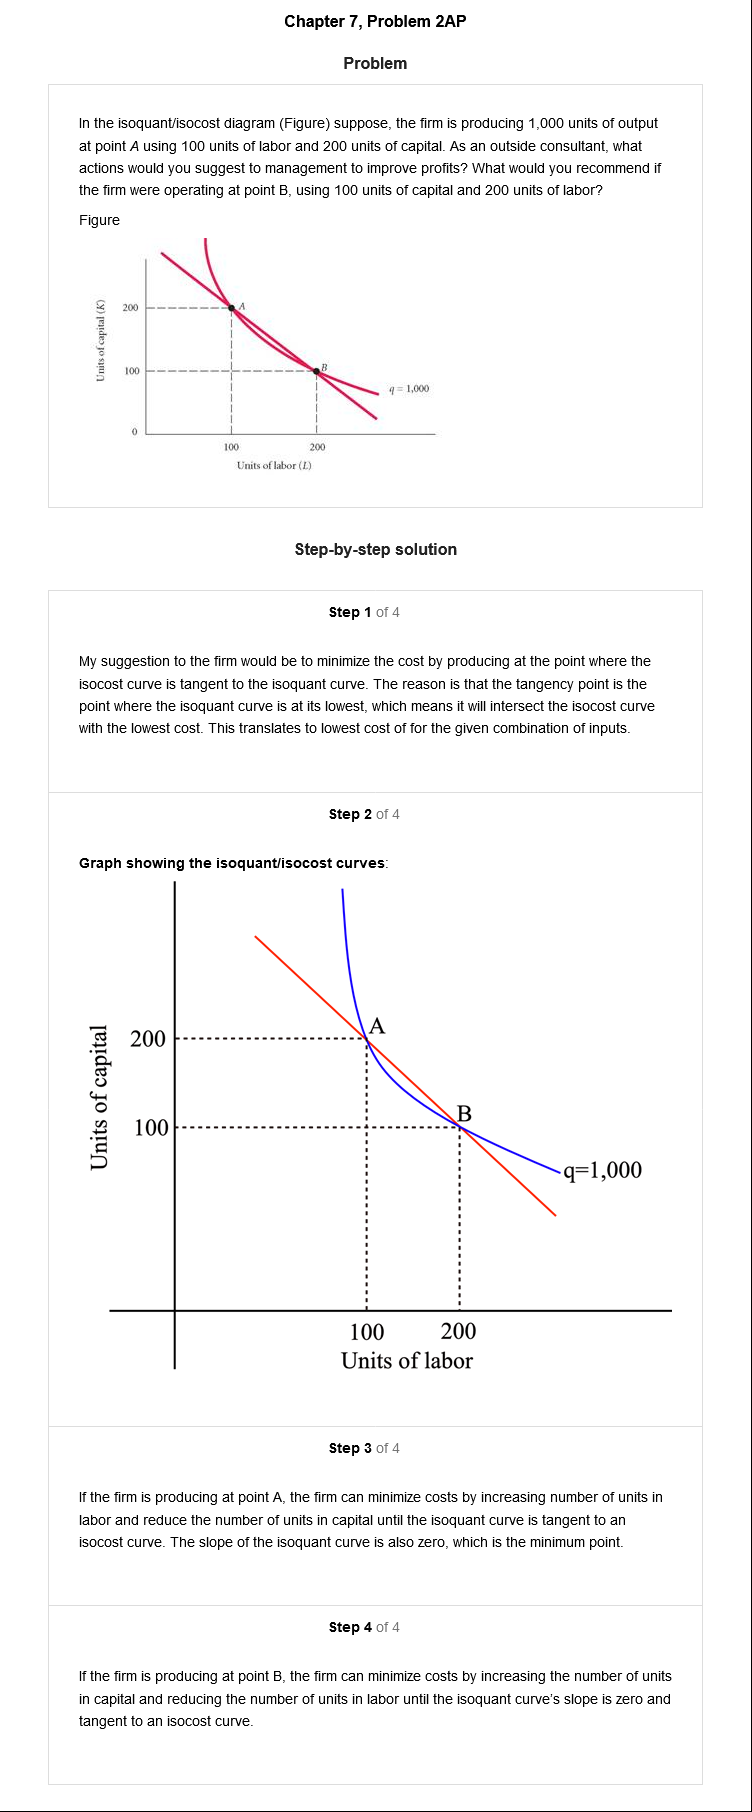 Chapter 7, Problem 2AP
Problem
In the isoquant/isocost diagram (Figure) suppose, the firm is producing 1,000 units of output
at point A using 100 units of labor and 200 units of capital. As an outside consultant, what
actions would you suggest to management to improve profits? What would you recommend if
the firm were operating at point B, using 100 units of capital and 200 units of labor?
Figure
Units of capital (K)
200
A
100
B
q = 1,000
0
100
200
Units of labor (L)
Step-by-step solution
Step 1 of 4
My suggestion to the firm would be to minimize the cost by producing at the point where the
isocost curve is tangent to the isoquant curve. The reason is that the tangency point is the
point where the isoquant curve is at its lowest, which means it will intersect the isocost curve
with the lowest cost. This translates to lowest cost of for the given combination of inputs.
Step 2 of 4
Graph showing the isoquant/isocost curves:
Units of capital
200
A
100
B
q=1,000
100
200
Units of labor
Step 3 of 4
If the firm is producing at point A, the firm can minimize costs by increasing number of units in
labor and reduce the number of units in capital until the isoquant curve is tangent to an
isocost curve. The slope of the isoquant curve is also zero, which is the minimum point.
Step 4 of 4
If the firm is producing at point B, the firm can minimize costs by increasing the number of units
in capital and reducing the number of units in labor until the isoquant curve's slope is zero and
tangent to an isocost curve.